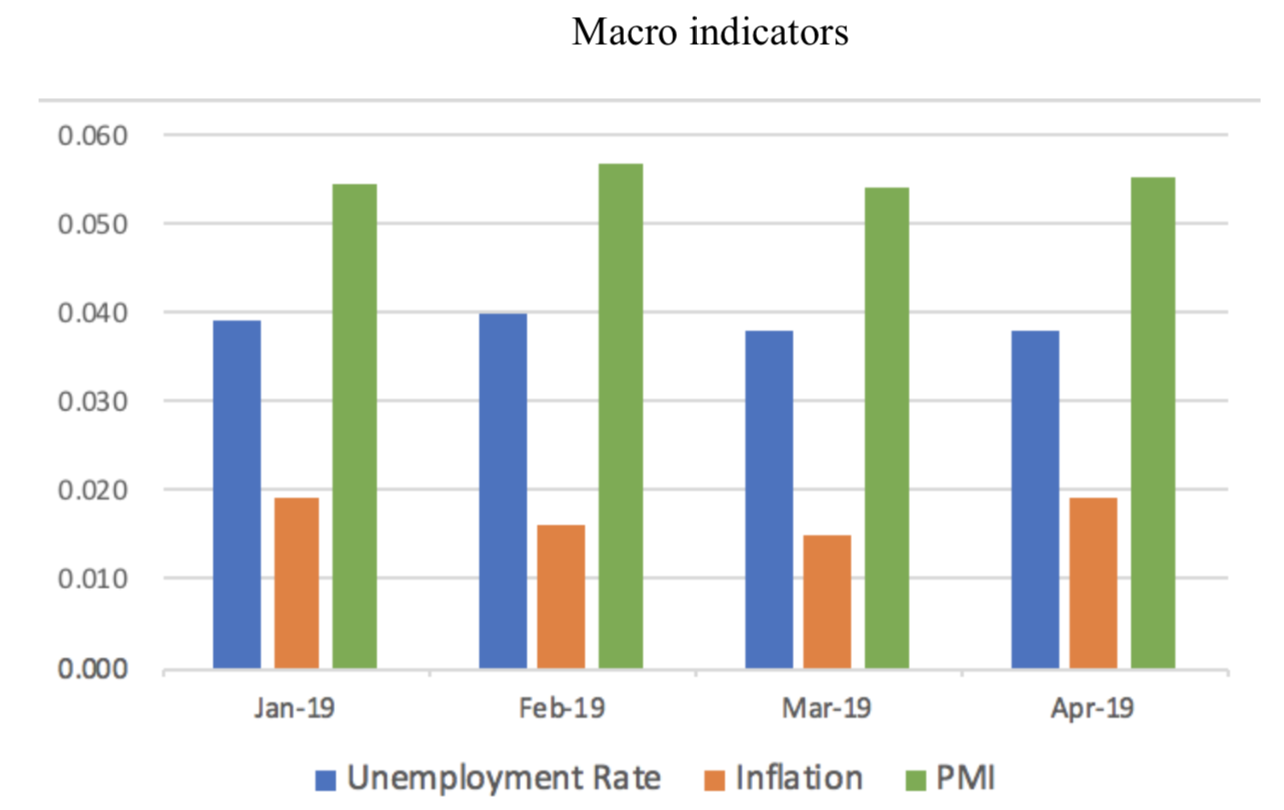 Macro indicators
0.060
0.050
0.040
0.030
0.020
0.010
0.000
Jan-19 Feb-19 Mar-19 Apr-19
Unemployment Rate Inflation PMI